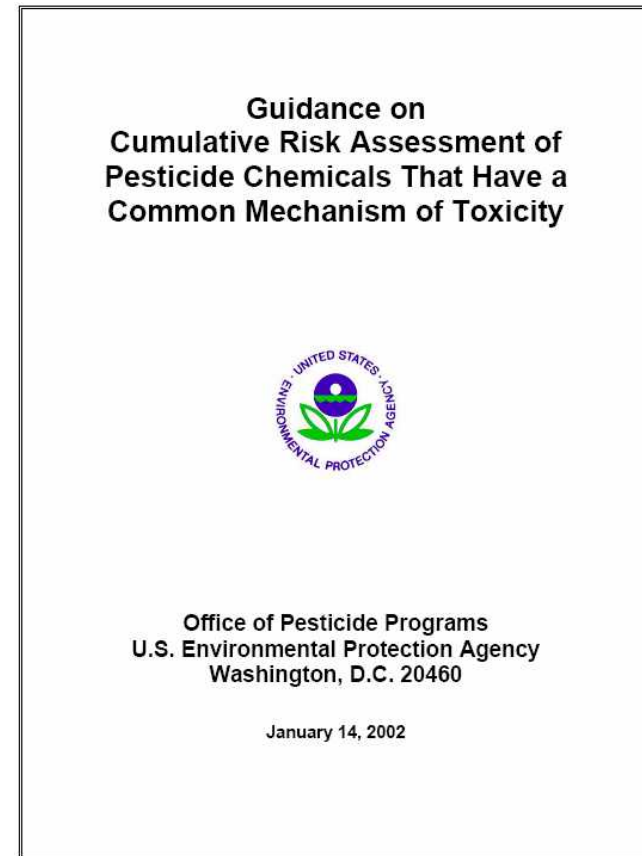 Guidance on
Cumulative Risk Assessment of
Pesticide Chemicals That Have a
Common Mechanism of Toxicity
UNITED STATES
ENVIRONMENTAL PROTECTION AGENCY
Office of Pesticide Programs
U.S. Environmental Protection Agency
Washington, D.C. 20460
January 14, 2002